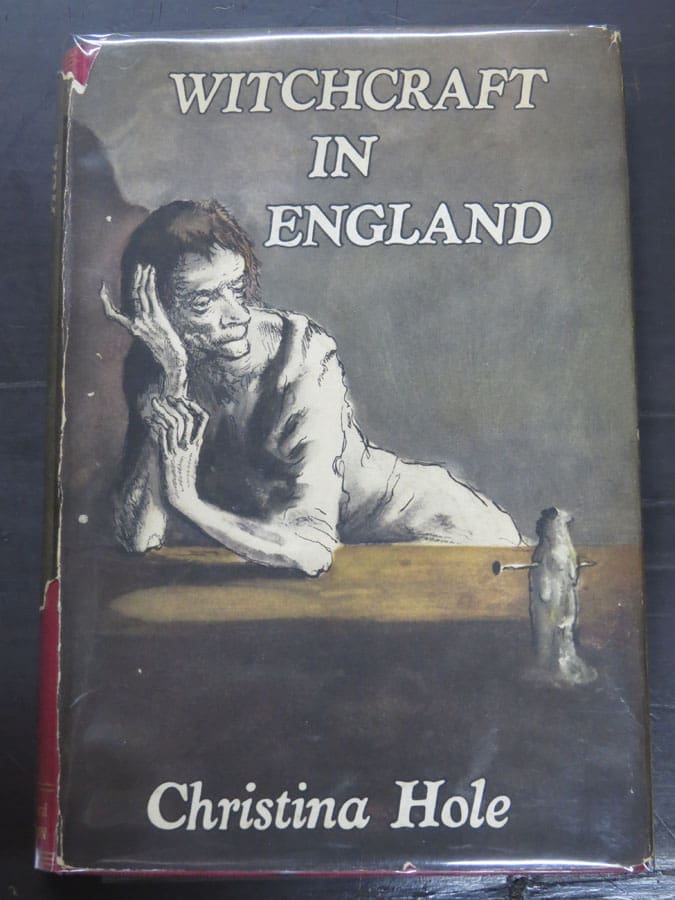 WITCHCRAFT
IN
ENGLAND
Christina Hole